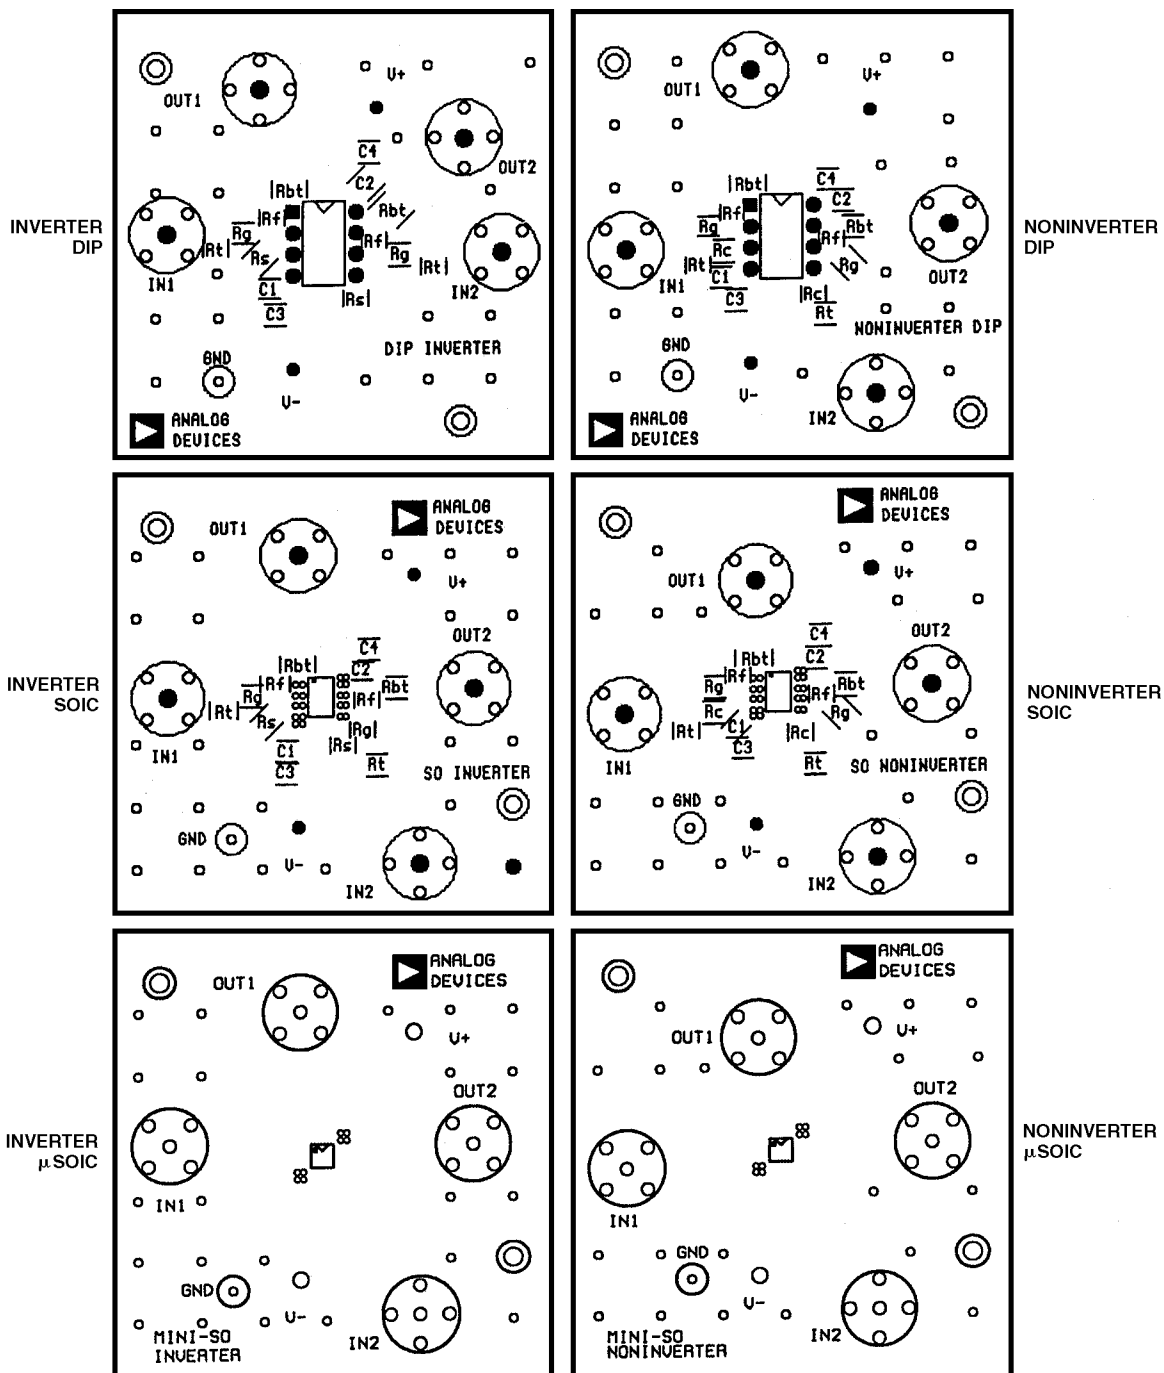 OUT1
V+
OUT2
C4
C2
Rbt
Rbt
Rf
Rg
Rt
Rs
Rf
Rg
Rt
IN1
IN2
C1
C3
Rs
DIP INVERTER
GND
V-
ANALOG
DEVICES
INVERTER
DIP
OUT1
V+
C4
C2
Rbt
Rbt
Rf
Rg
Rc
Rt
Rf
Rg
OUT2
IN1
C1
C3
Rc
Rt
NONINVERTER DIP
GND
V-
IN2
ANALOG
DEVICES
NONINVERTER
DIP
ANALOG
DEVICES
OUT1
V+
OUT2
C4
C2
Rbt
Rf
Rg
Rbt
Rf
Rt
Rs
Rg
Rs
IN1
C1
C3
Rt
SO INVERTER
GND
V-
IN2
INVERTER
SOIC
ANALOG
DEVICES
OUT1
V+
OUT2
C4
C2
Rbt
Rf
Rg
Rbt
Rf
Rc
Rg
Rt
C1
C3
Rc
Rt
IN1
SO NONINVERTER
GND
V-
IN2
NONINVERTER
SOIC
ANALOG
DEVICES
OUT1
V+
OUT2
IN1
GND
V-
IN2
MINI-SO
INVERTER
INVERTER
µSOIC
ANALOG
DEVICES
OUT1
V+
OUT2
IN1
GND
V-
IN2
MINI-SO
NONINVERTER
NONINVERTER
µSOIC